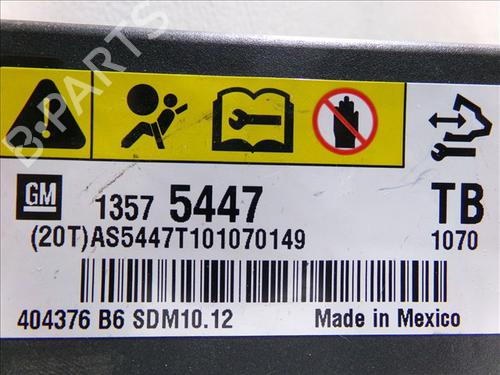 B-PARTS
GM 1357 5447 TB
(20T)AS5447T101070149 1070
404376 B6 SDM10.12 Made in Mexico